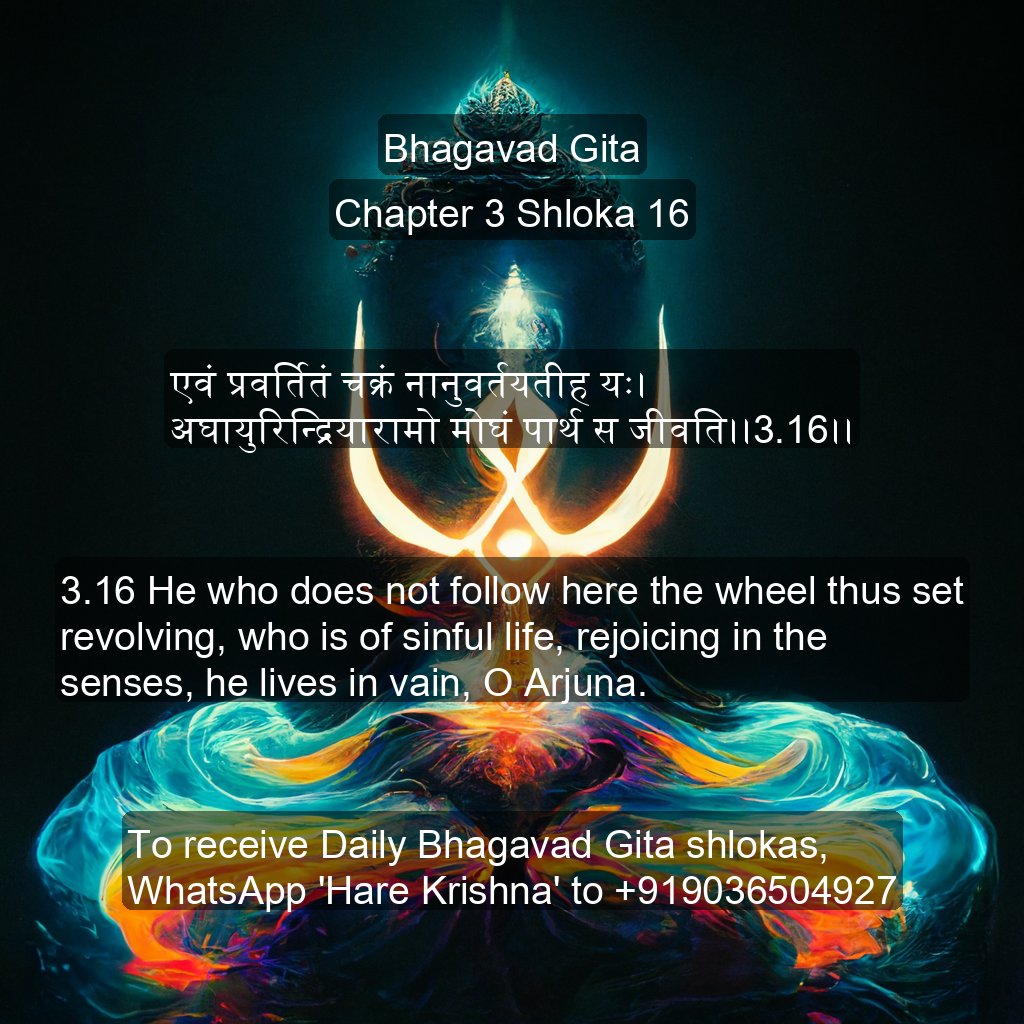 Bhagavad Gita
Chapter 3 Shloka 16
एवं प्रवर्तितं चक्रं नानुवर्तयतीह यः।
अघायुरिन्द्रियारामो मोघं पार्थ स जीवति।।3.16।।
3.16 He who does not follow here the wheel thus set
revolving, who is of sinful life, rejoicing in the
senses, he lives in vain, O Arjuna.
To receive Daily Bhagavad Gita shlokas,
WhatsApp 'Hare Krishna' to +919036504927